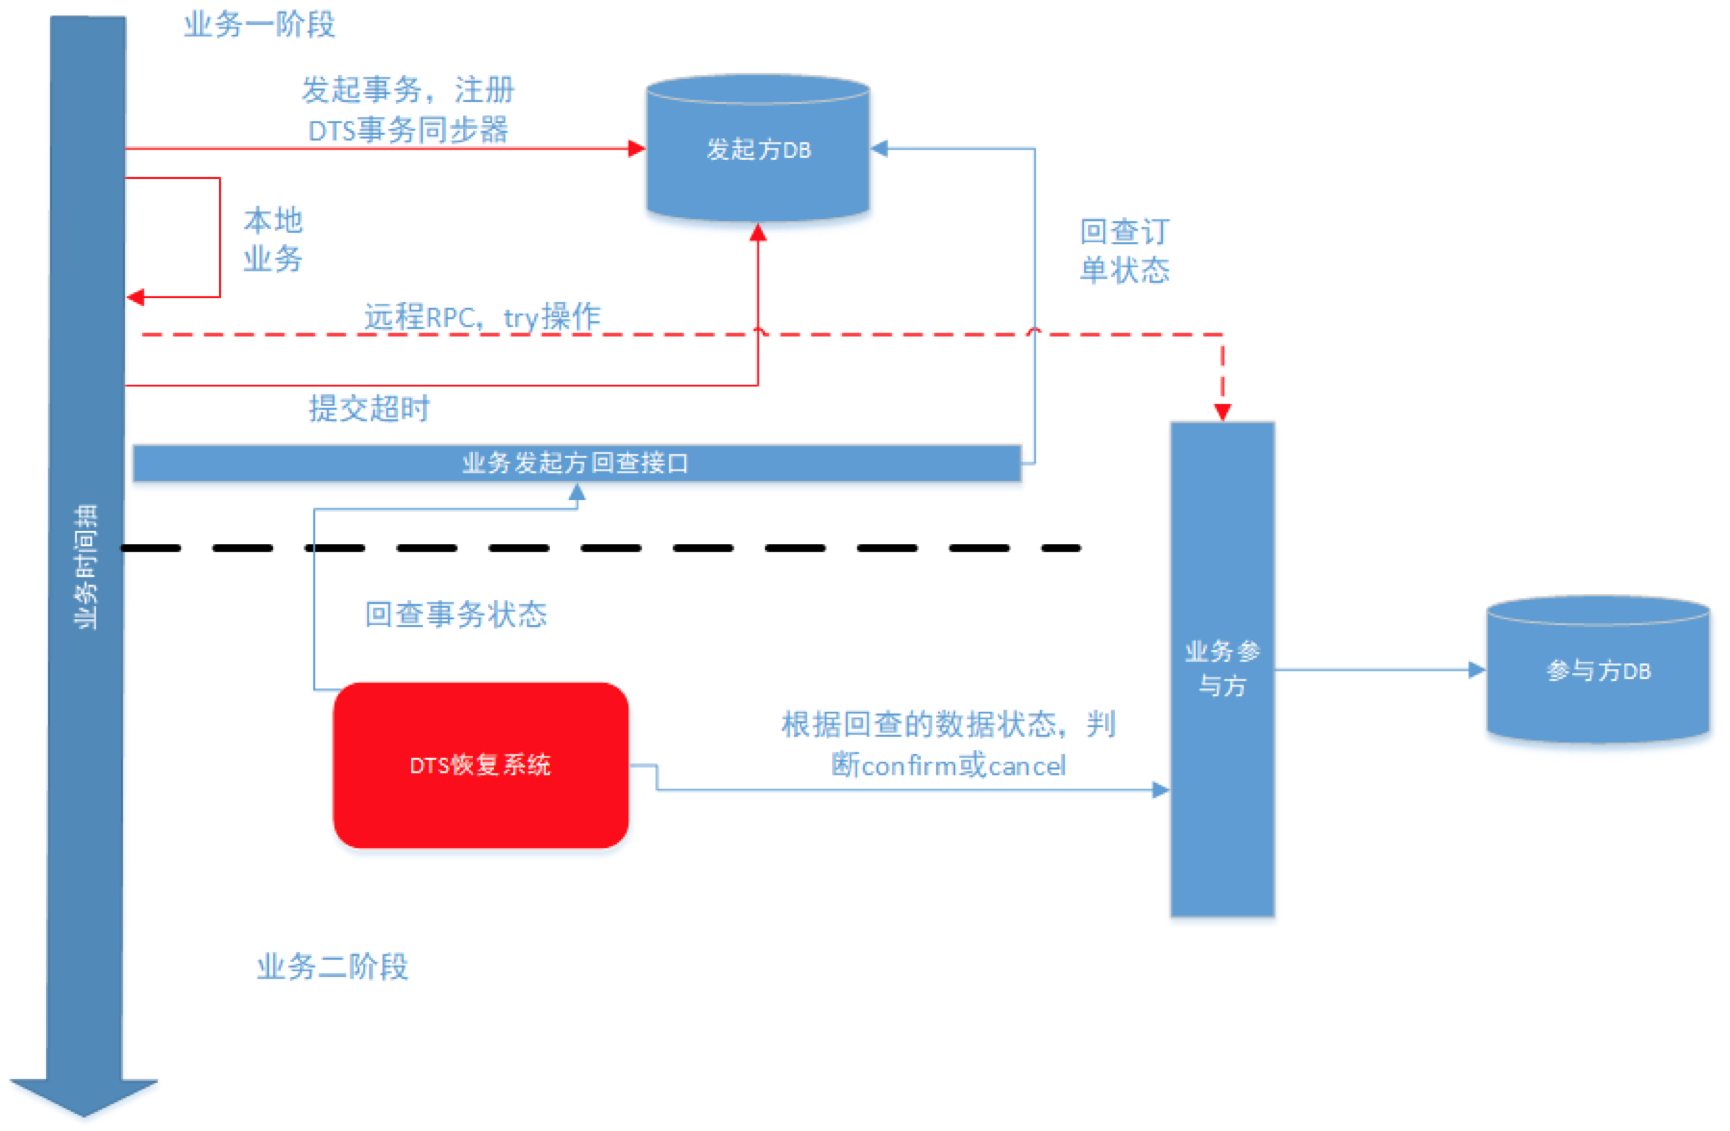 业务一阶段
发起事务，注册
DTS事务同步器
发起方DB
本地
业务
回查订
单状态
远程RPC，try操作
提交超时
业务发起方回查接口
业务时间抽
回查事务状态
业务参
与方
参与方DB
DTS恢复系统
根据回查的数据状态，判
断confirm或cancel
业务二阶段